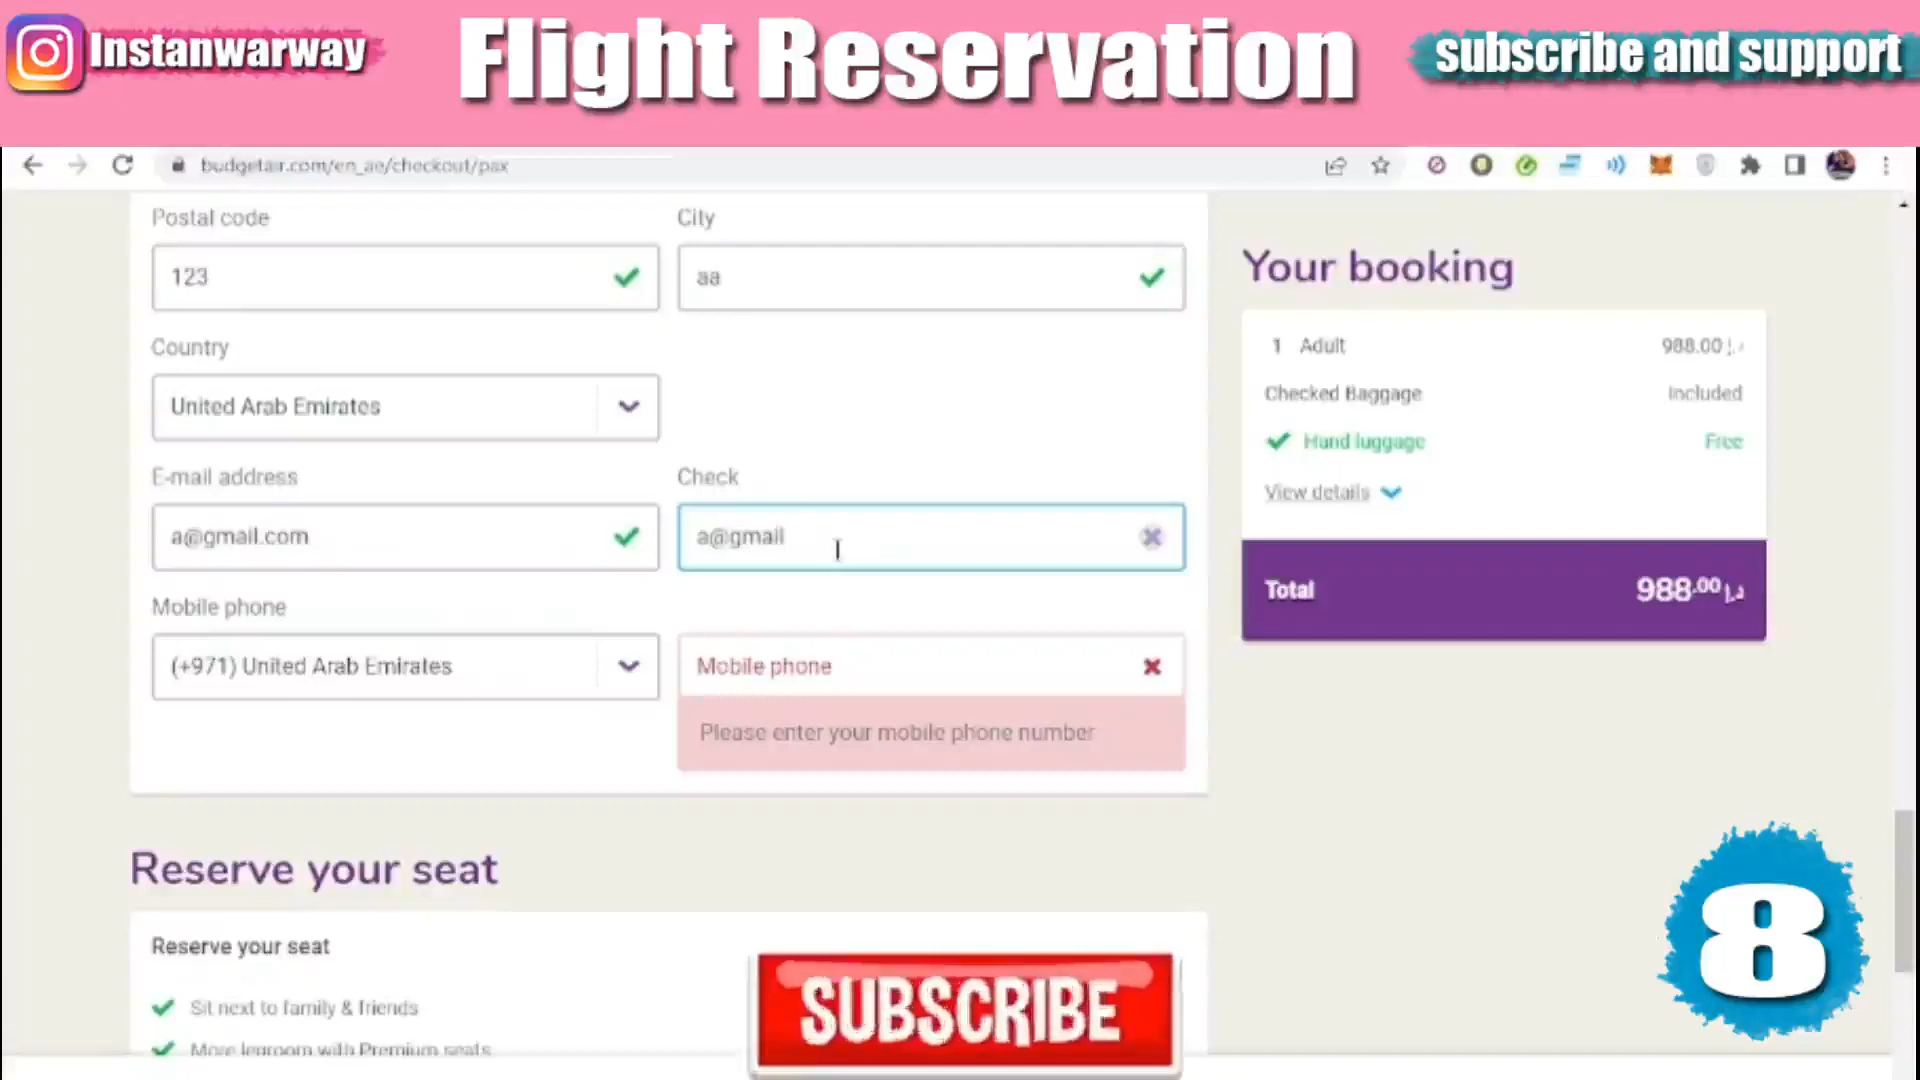 Instanwarway
Flight Reservation
subscribe and support
budgetair.com/en_ae/checkout/pax
Postal code
City
123
aa
Country
United Arab Emirates
E-mail address
Check
a@gmail.com
a@gmail
Mobile phone
(+971) United Arab Emirates
Mobile phone
Please enter your mobile phone number
Your booking
1 Adult 988.00 د.إ
Checked Baggage Included
Hand luggage Free
View details
Total 988.00 د.إ
Reserve your seat
Reserve your seat
Sit next to family & friends
More legroom with Premium seats
SUBSCRIBE
8